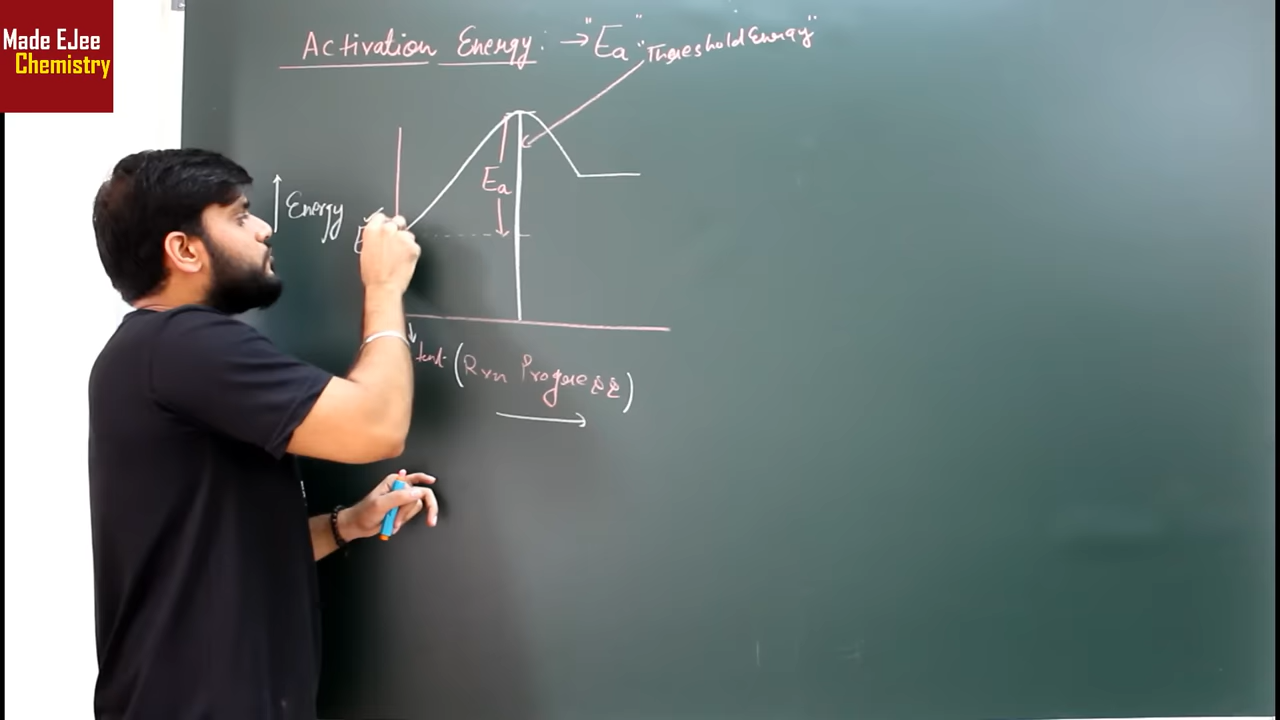 Made EJee
Chemistry
Activation Energy: → "Ea"
"Threshold Energy"
Ea
↑ Energy
(Rxn Progress)